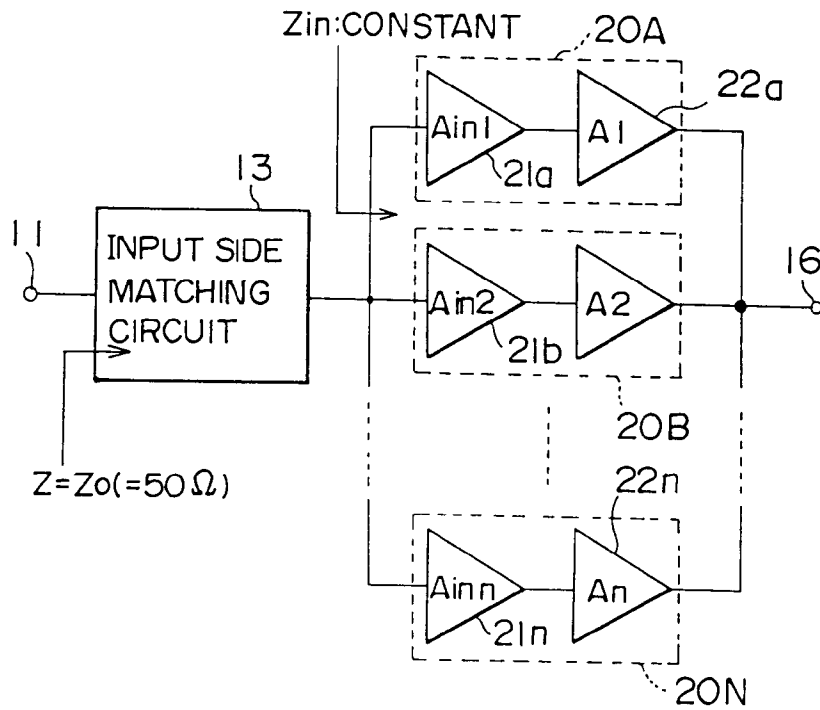 Zin:CONSTANT
20A
22a
Ain1
A1
21a
13
11
INPUT SIDE
MATCHING
CIRCUIT
16
Ain2
A2
21b
20B
Z=Zo(=50Ω)
22n
Ainn
An
21n
20N